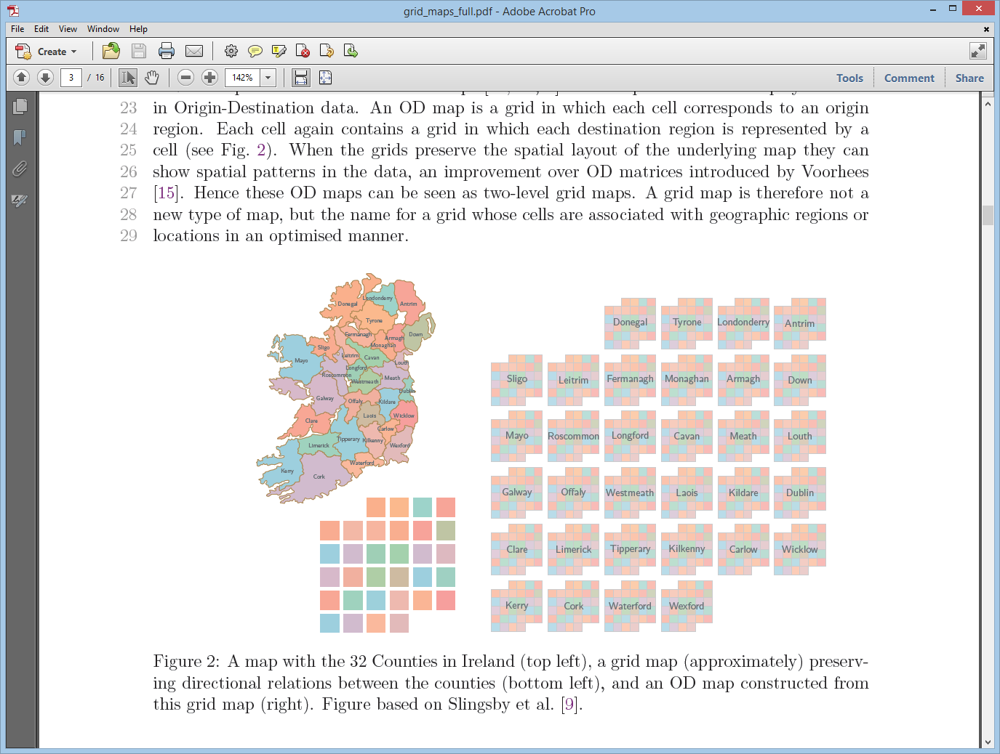 grid_maps_full.pdf - Adobe Acrobat Pro
File Edit View Window Help
Create
3 / 16 142% Tools Comment Share
23 in Origin-Destination data. An OD map is a grid in which each cell corresponds to an origin
24 region. Each cell again contains a grid in which each destination region is represented by a
25 cell (see Fig. 2). When the grids preserve the spatial layout of the underlying map they can
26 show spatial patterns in the data, an improvement over OD matrices introduced by Voorhees
27 [15]. Hence these OD maps can be seen as two-level grid maps. A grid map is therefore not a
28 new type of map, but the name for a grid whose cells are associated with geographic regions or
29 locations in an optimised manner.
Londonderry
Donegal Antrim
Tyrone
Fermanagh Armagh Down
Monaghan
Sligo
Leitrim Cavan
Mayo Louth
Longford
Roscommon Meath
Westmeath
Dublin
Galway Offaly Kildare
Laois Wicklow
Clare
Carlow
Tipperary Kilkenny
Limerick Wexford
Waterford
Kerry
Cork
Donegal Tyrone Londonderry Antrim
Sligo Leitrim Fermanagh Monaghan Armagh Down
Mayo Roscommon Longford Cavan Meath Louth
Galway Offaly Westmeath Laois Kildare Dublin
Clare Limerick Tipperary Kilkenny Carlow Wicklow
Kerry Cork Waterford Wexford
Figure 2: A map with the 32 Counties in Ireland (top left), a grid map (approximately) preserv-
ing directional relations between the counties (bottom left), and an OD map constructed from
this grid map (right). Figure based on Slingsby et al. [9].